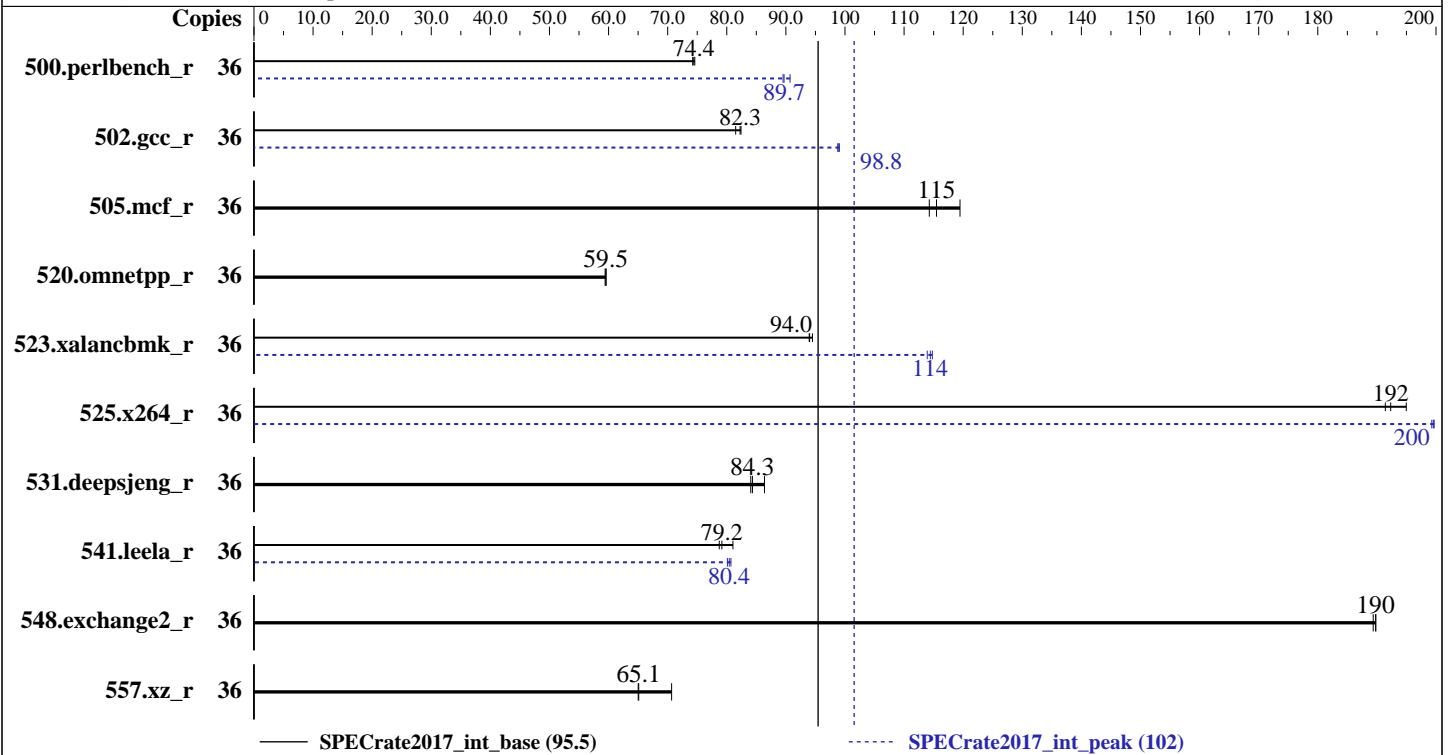 Copies 0 10.0 20.0 30.0 40.0 50.0 60.0 70.0 80.0 90.0 100 110 120 130 140 150 160 170 180 200
500.perlbench_r 36 74.4
89.7
502.gcc_r 36 82.3
98.8
505.mcf_r 36 115
520.omnetpp_r 36 59.5
523.xalancbmk_r 36 94.0
114
525.x264_r 36 192
200
531.deepsjeng_r 36 84.3
541.leela_r 36 79.2
80.4
548.exchange2_r 36 190
557.xz_r 36 65.1
SPECrate2017_int_base (95.5) SPECrate2017_int_peak (102)